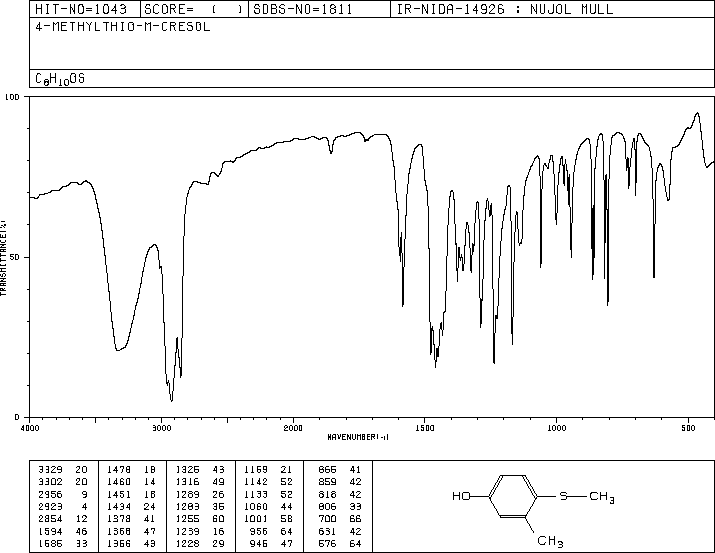 HIT-NO=1043 SCORE= ( ) SDBS-NO=1811 IR-NIDA-14926 : NUJOL MULL
4-METHYLTHIO-M-CRESOL
C8H10OS
100
50
0
TRANSMITTANCE(%)
4000 3000 2000 1500 1000 500
WAVENUMBER(-1)
3329 20 1478 18 1325 43 1169 21 866 41
3302 20 1460 14 1316 49 1142 52 859 42
2956 9 1451 16 1289 26 1133 52 818 42
2923 4 1434 24 1283 35 1060 44 806 33
2854 12 1378 41 1255 60 1001 58 700 66
1594 46 1368 47 1239 16 956 64 631 42
1585 33 1356 43 1228 29 945 47 576 64
HO S CH3
CH3